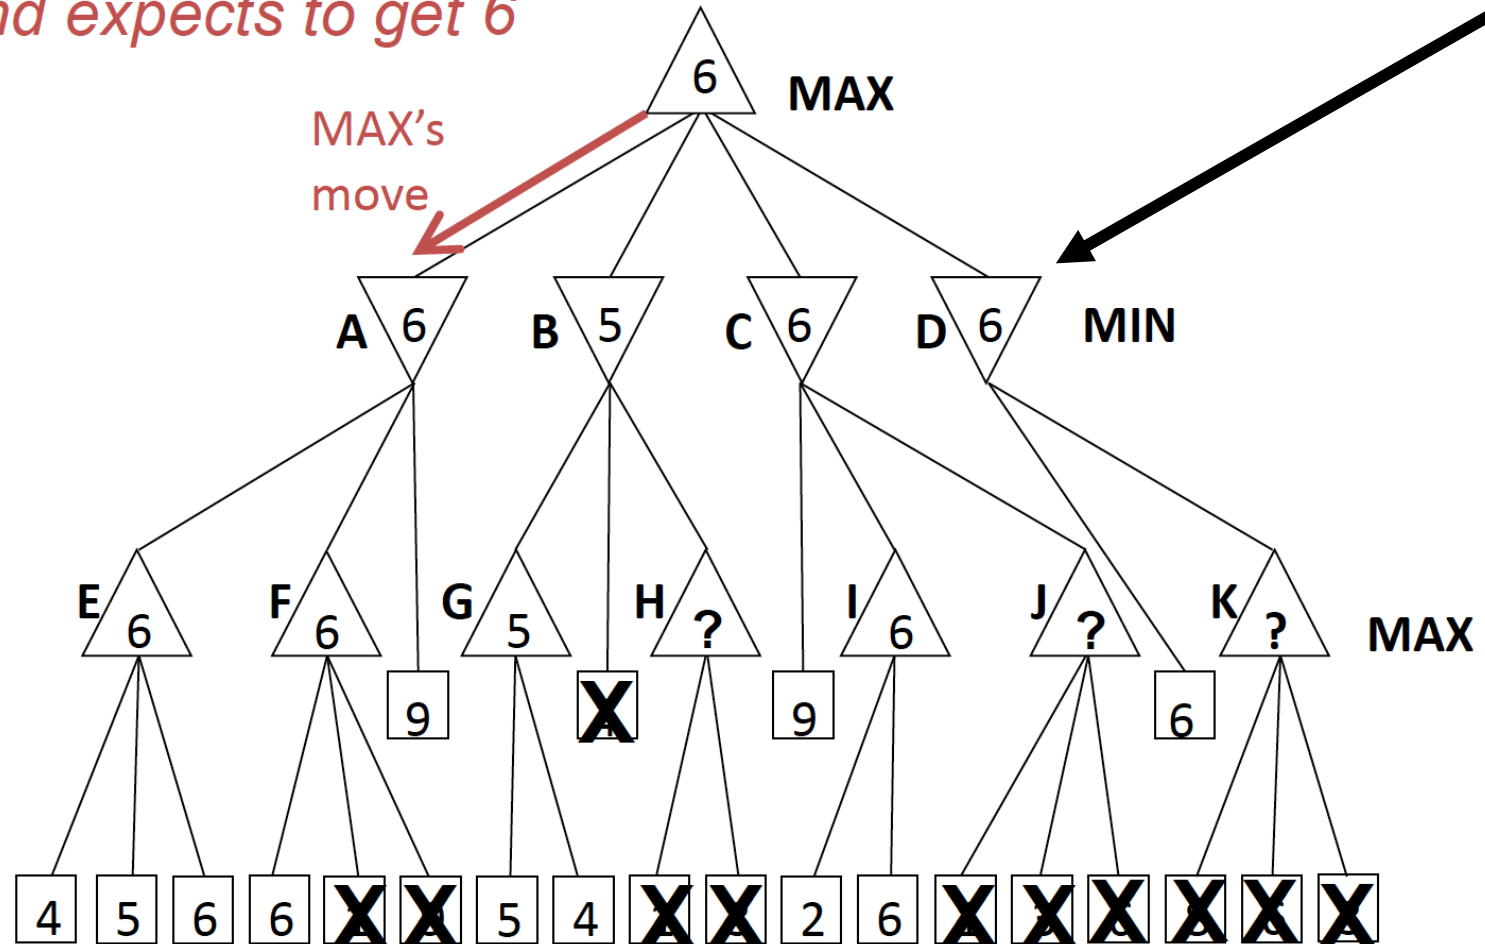 nd expects to get 6
6
MAX
MAX's
move
A 6 B 5 C 6 D 6 MIN
E 6 F 6 G 5 H ? I 6 J ? K ? MAX
9 X 9 6
4 5 6 6 X X 5 4 X X 2 6 X X X X X X